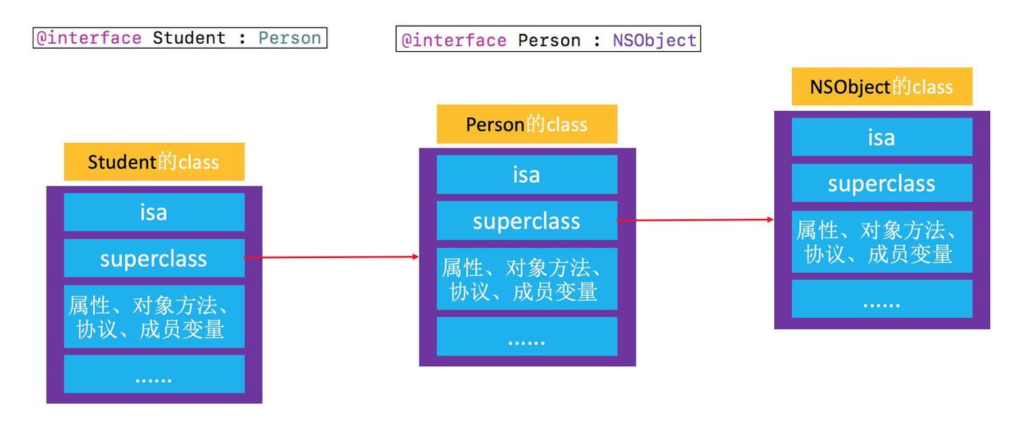 @interface Student : Person
@interface Person : NSObject
Student的class
isa
superclass
属性、对象方法、
协议、成员变量
......
Person的class
isa
superclass
属性、对象方法、
协议、成员变量
......
NSObject的class
isa
superclass
属性、对象方法、
协议、成员变量
......